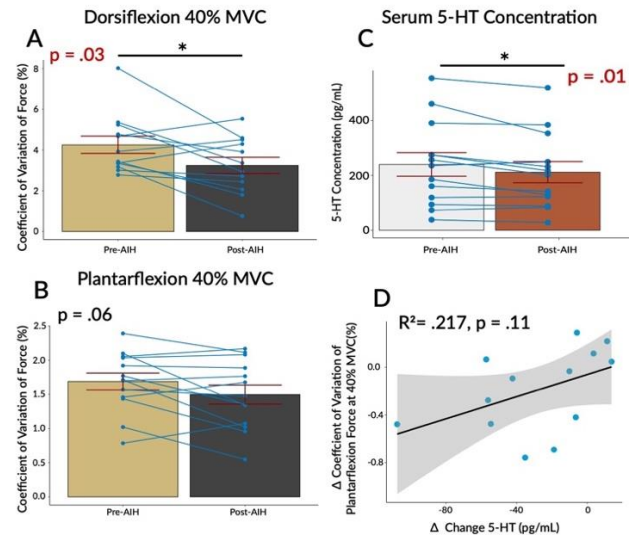 Dorsiflexion 40% MVC
A
p = .03
*
Coefficient of Variation of Force (%)
8
6
4
2
0
Pre-AIH
Post-AIH
Serum 5-HT Concentration
C
*
p = .01
5-HT Concentration (pg/mL)
400
200
0
Pre-AIH
Post-AIH
Plantarflexion 40% MVC
B
p = .06
Coefficient of Variation of Force (%)
2.5
2.0
1.5
1.0
0.5
0.0
Pre-AIH
Post-AIH
D
R²= .217, p = .11
Δ Coeffcient of Variation of
Plantarflexion Force at 40% MVC(%)
0.0
-0.4
-0.8
-80
-40
0
Δ Change 5-HT (pg/mL)